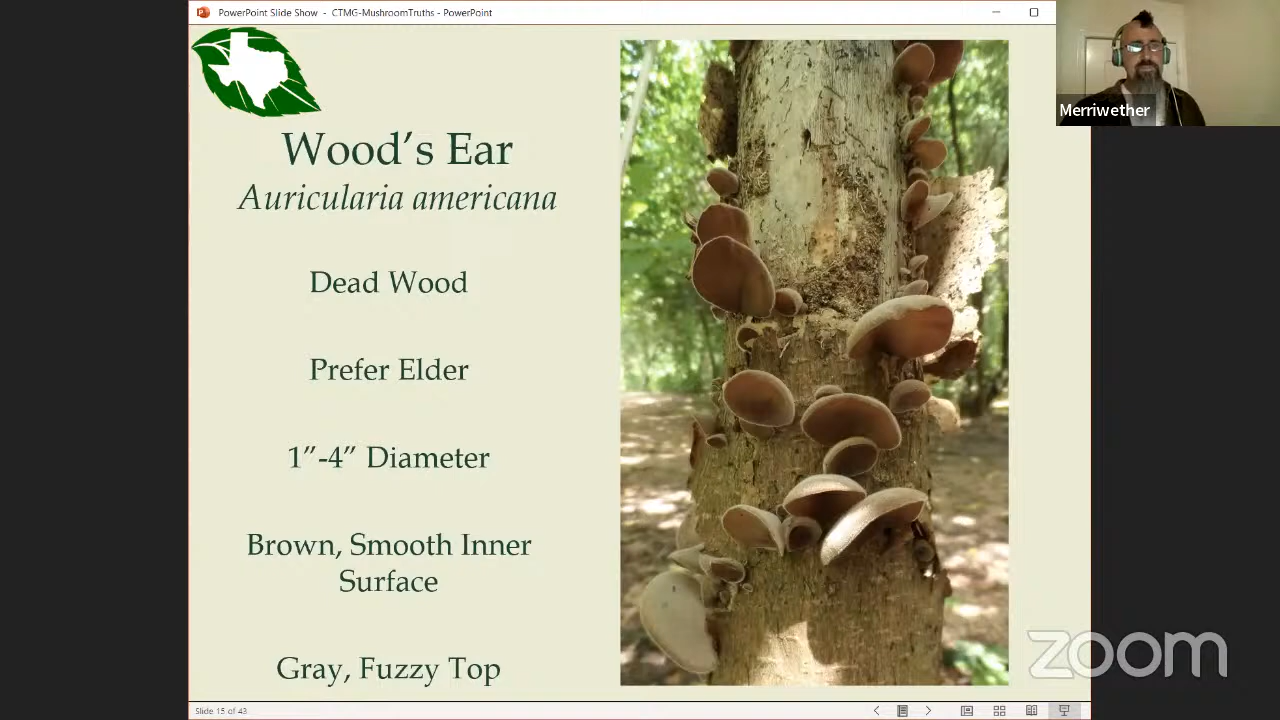 PowerPoint Slide Show - CTMG-MushroomTruths - PowerPoint
Merriwether
Wood's Ear
Auricularia americana
Dead Wood
Prefer Elder
1"-4" Diameter
Brown, Smooth Inner
Surface
Gray, Fuzzy Top
zoom
Slide 15 of 43